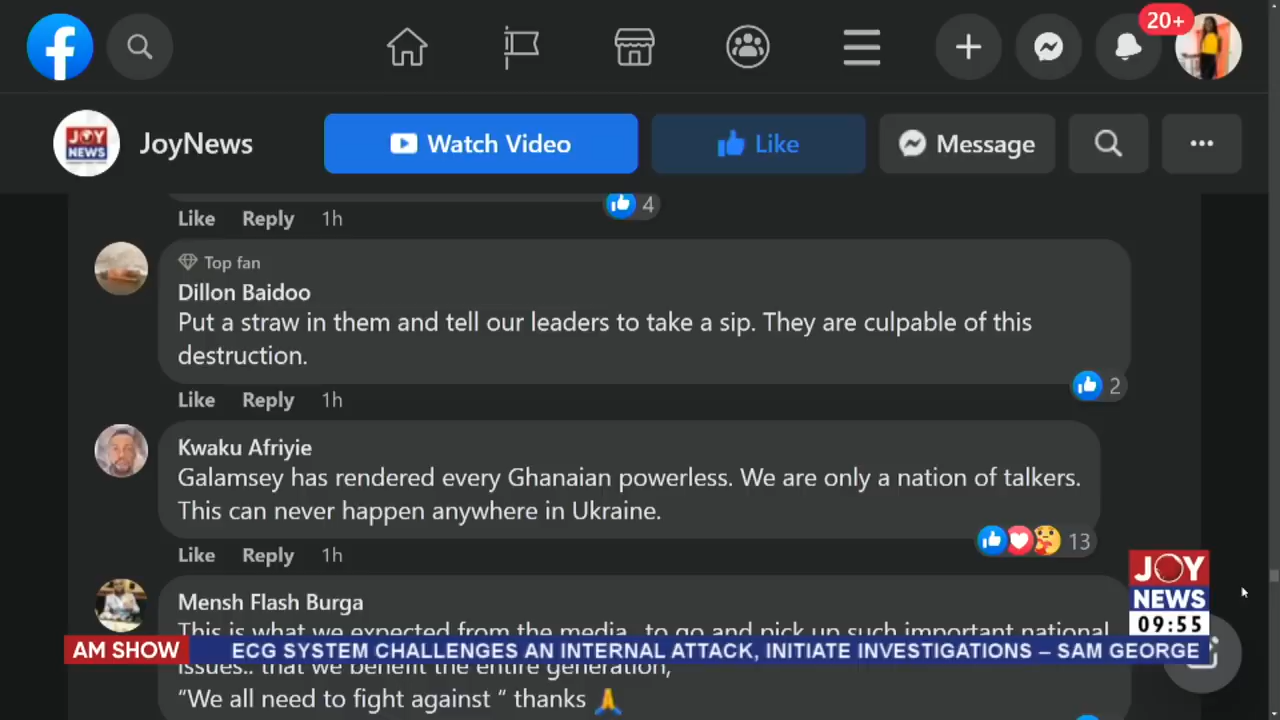 20+
JOY
NEWS
JoyNews
Watch Video
Like
Message
4
Like Reply 1h
Top fan
Dillon Baidoo
Put a straw in them and tell our leaders to take a sip. They are culpable of this
destruction.
2
Like Reply 1h
Kwaku Afriyie
Galamsey has rendered every Ghanaian powerless. We are only a nation of talkers.
This can never happen anywhere in Ukraine.
13
Like Reply 1h
Mensh Flash Burga
This is what we expected from the media.. to go and pick up such important national
issues.. that we benefit the entire generation,
“We all need to fight against “ thanks 🙏
JOY
NEWS
09:55
AM SHOW
ECG SYSTEM CHALLENGES AN INTERNAL ATTACK, INITIATE INVESTIGATIONS – SAM GEORGE